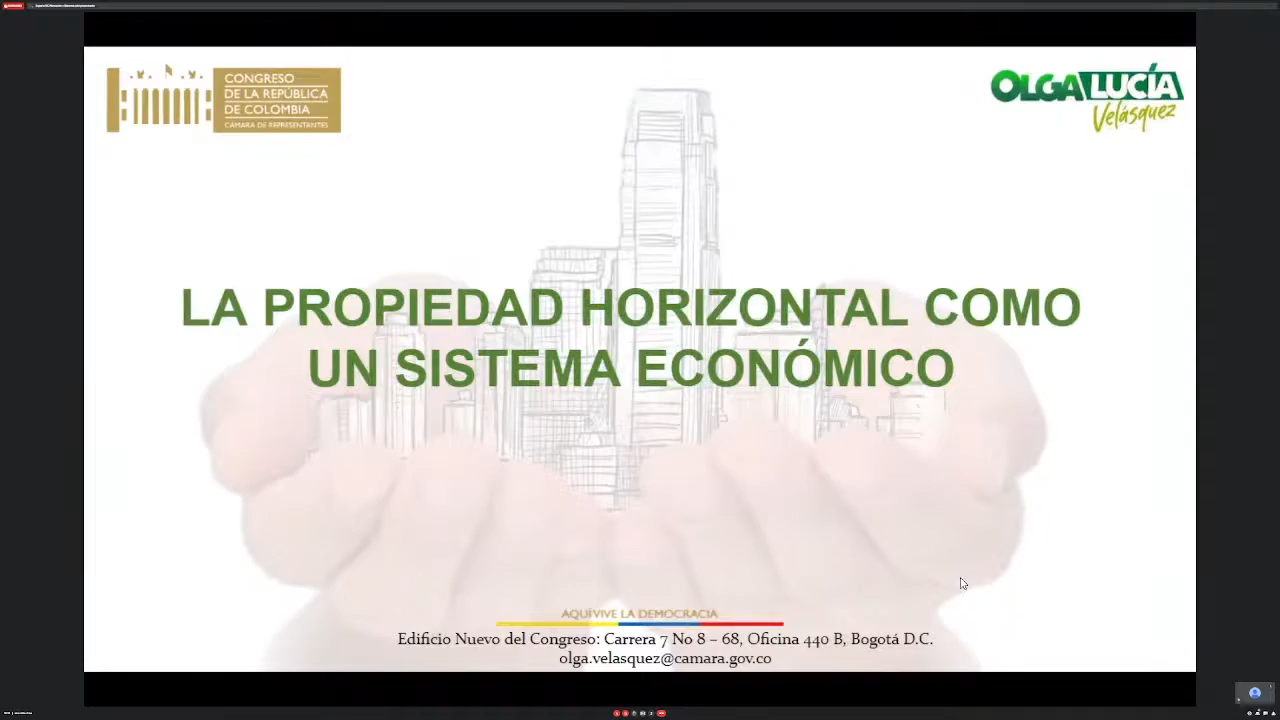 CONGRESO
DE LA REPÚBLICA
DE COLOMBIA
CÁMARA DE REPRESENTANTES
OLGA LUCÍA
Velásquez
LA PROPIEDAD HORIZONTAL COMO
UN SISTEMA ECONÓMICO
AQUÍVIVE LA DEMOCRACIA
Edificio Nuevo del Congreso: Carrera 7 No 8 – 68, Oficina 440 B, Bogotá D.C.
olga.velasquez@camara.gov.co